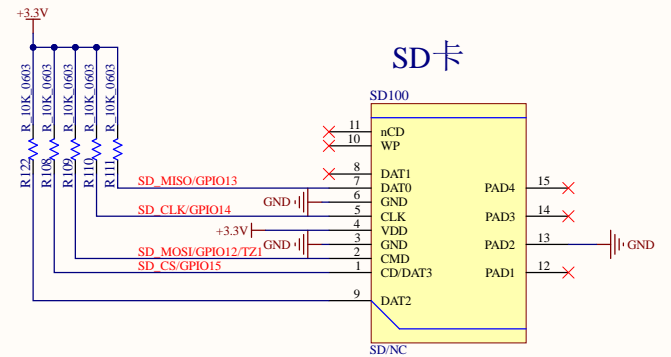 +3.3V
SD卡
SD100
R_10K_0603
R_10K_0603
R_10K_0603
R_10K_0603
R_10K_0603
R122
R108
R109
R110
R111
11 nCD
10 WP
8 DAT1
SD_MISO/GPIO13 7 DAT0 PAD4 15
GND 6 GND
SD_CLK/GPIO14 5 CLK PAD3 14
+3.3V 4 VDD
GND 3 GND PAD2 13 GND
SD_MOSI/GPIO12/TZ1 2 CMD
SD_CS/GPIO15 1 CD/DAT3 PAD1 12
9 DAT2
SD/NC